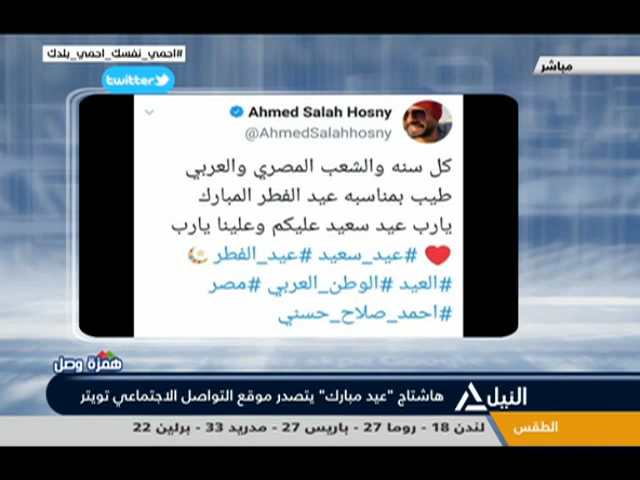 #احمي_نفسك_احمي_بلدك
twitter
مباشر
Ahmed Salah Hosny
@AhmedSalahhosny
كل سنه والشعب المصري والعربي
طيب بمناسبه عيد الفطر المبارك
يارب عيد سعيد عليكم وعلينا يارب
❤️ #عيد_سعيد #عيد_الفطر
#العيد #الوطن_العربي #مصر
#احمد_صلاح_حسني
همزة وصل
النيل
هاشتاج "عيد مبارك" يتصدر موقع التواصل الاجتماعي تويتر
الطقس
لندن 18 - روما 27 - باريس 27 - مدريد 33 - برلين 22